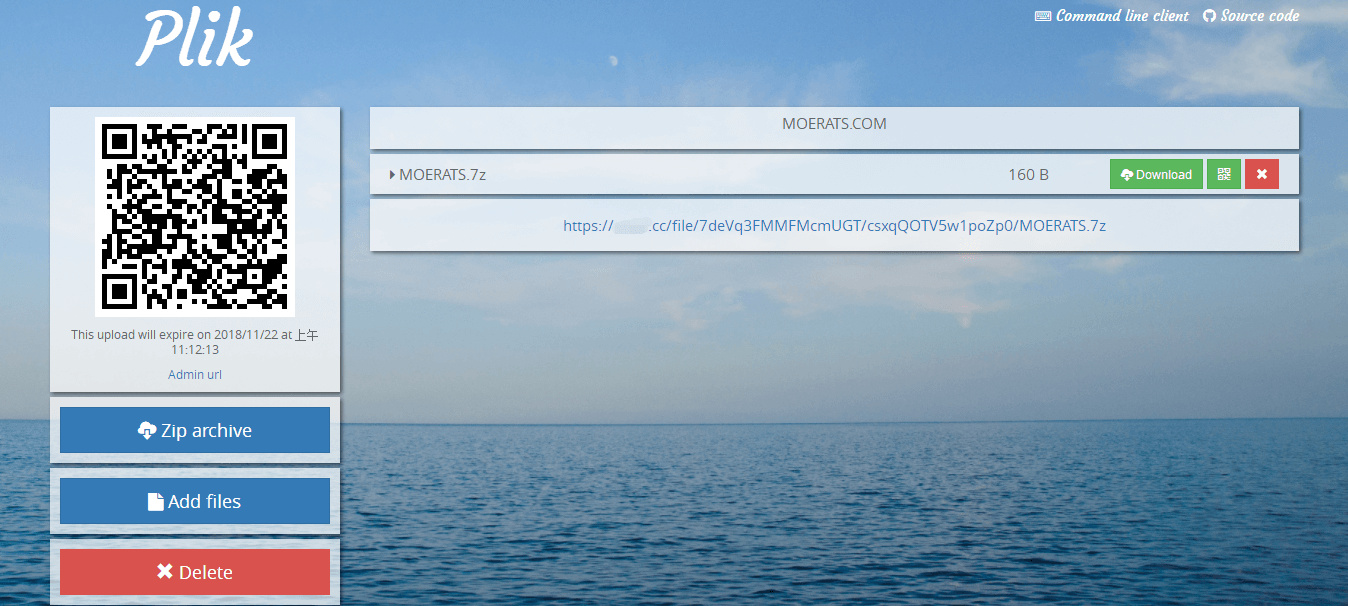 Plik
Command line client
Source code
This upload will expire on 2018/11/22 at 上午
11:12:13
Admin url
Zip archive
Add files
Delete
MOERATS.COM
MOERATS.7z
160 B
Download
https:// .cc/file/7deVq3FMMFMcmUGT/csxqQOTV5w1poZp0/MOERATS.7z